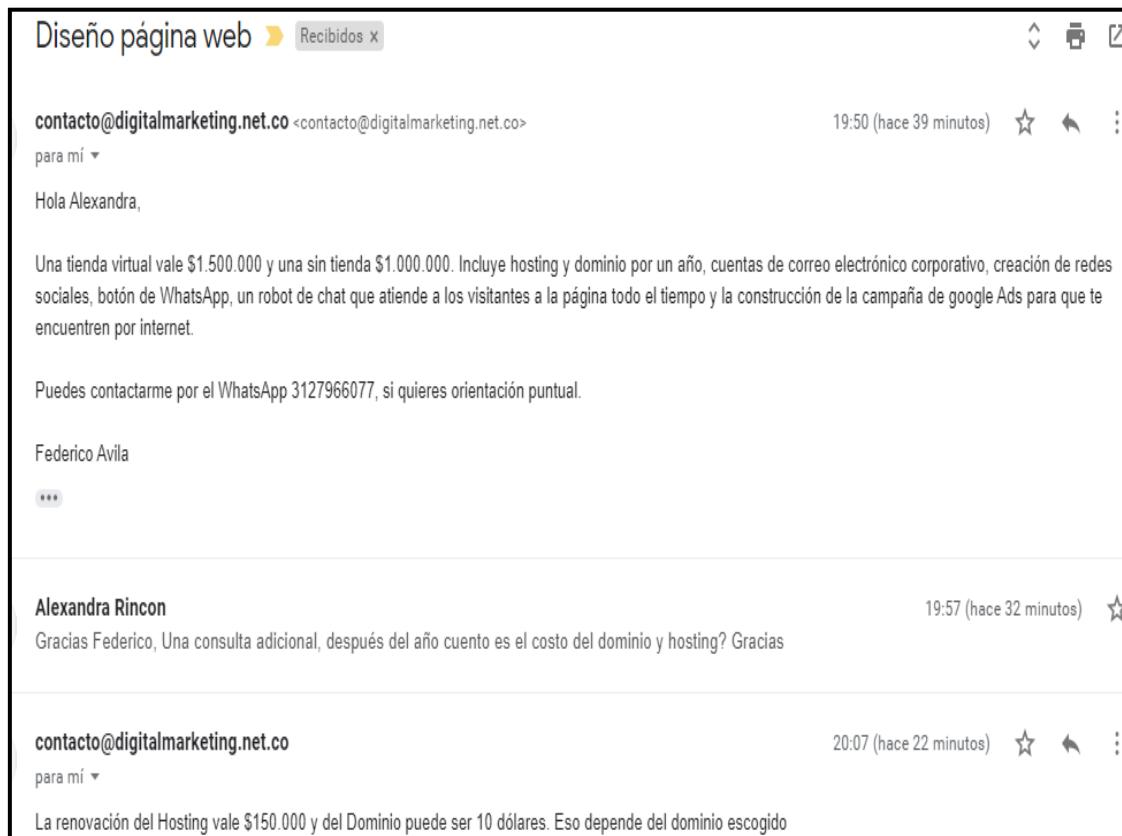 Diseño página web Recibidos x
contacto@digitalmarketing.net.co <contacto@digitalmarketing.net.co> 19:50 (hace 39 minutos)
para mí
Hola Alexandra,
Una tienda virtual vale $1.500.000 y una sin tienda $1.000.000. Incluye hosting y dominio por un año, cuentas de correo electrónico corporativo, creación de redes
sociales, botón de WhatsApp, un robot de chat que atiende a los visitantes a la página todo el tiempo y la construcción de la campaña de google Ads para que te
encuentren por internet.
Puedes contactarme por el WhatsApp 3127966077, si quieres orientación puntual.
Federico Avila
Alexandra Rincon 19:57 (hace 32 minutos)
Gracias Federico, Una consulta adicional, después del año cuento es el costo del dominio y hosting? Gracias
contacto@digitalmarketing.net.co 20:07 (hace 22 minutos)
para mí
La renovación del Hosting vale $150.000 y del Dominio puede ser 10 dólares. Eso depende del dominio escogido